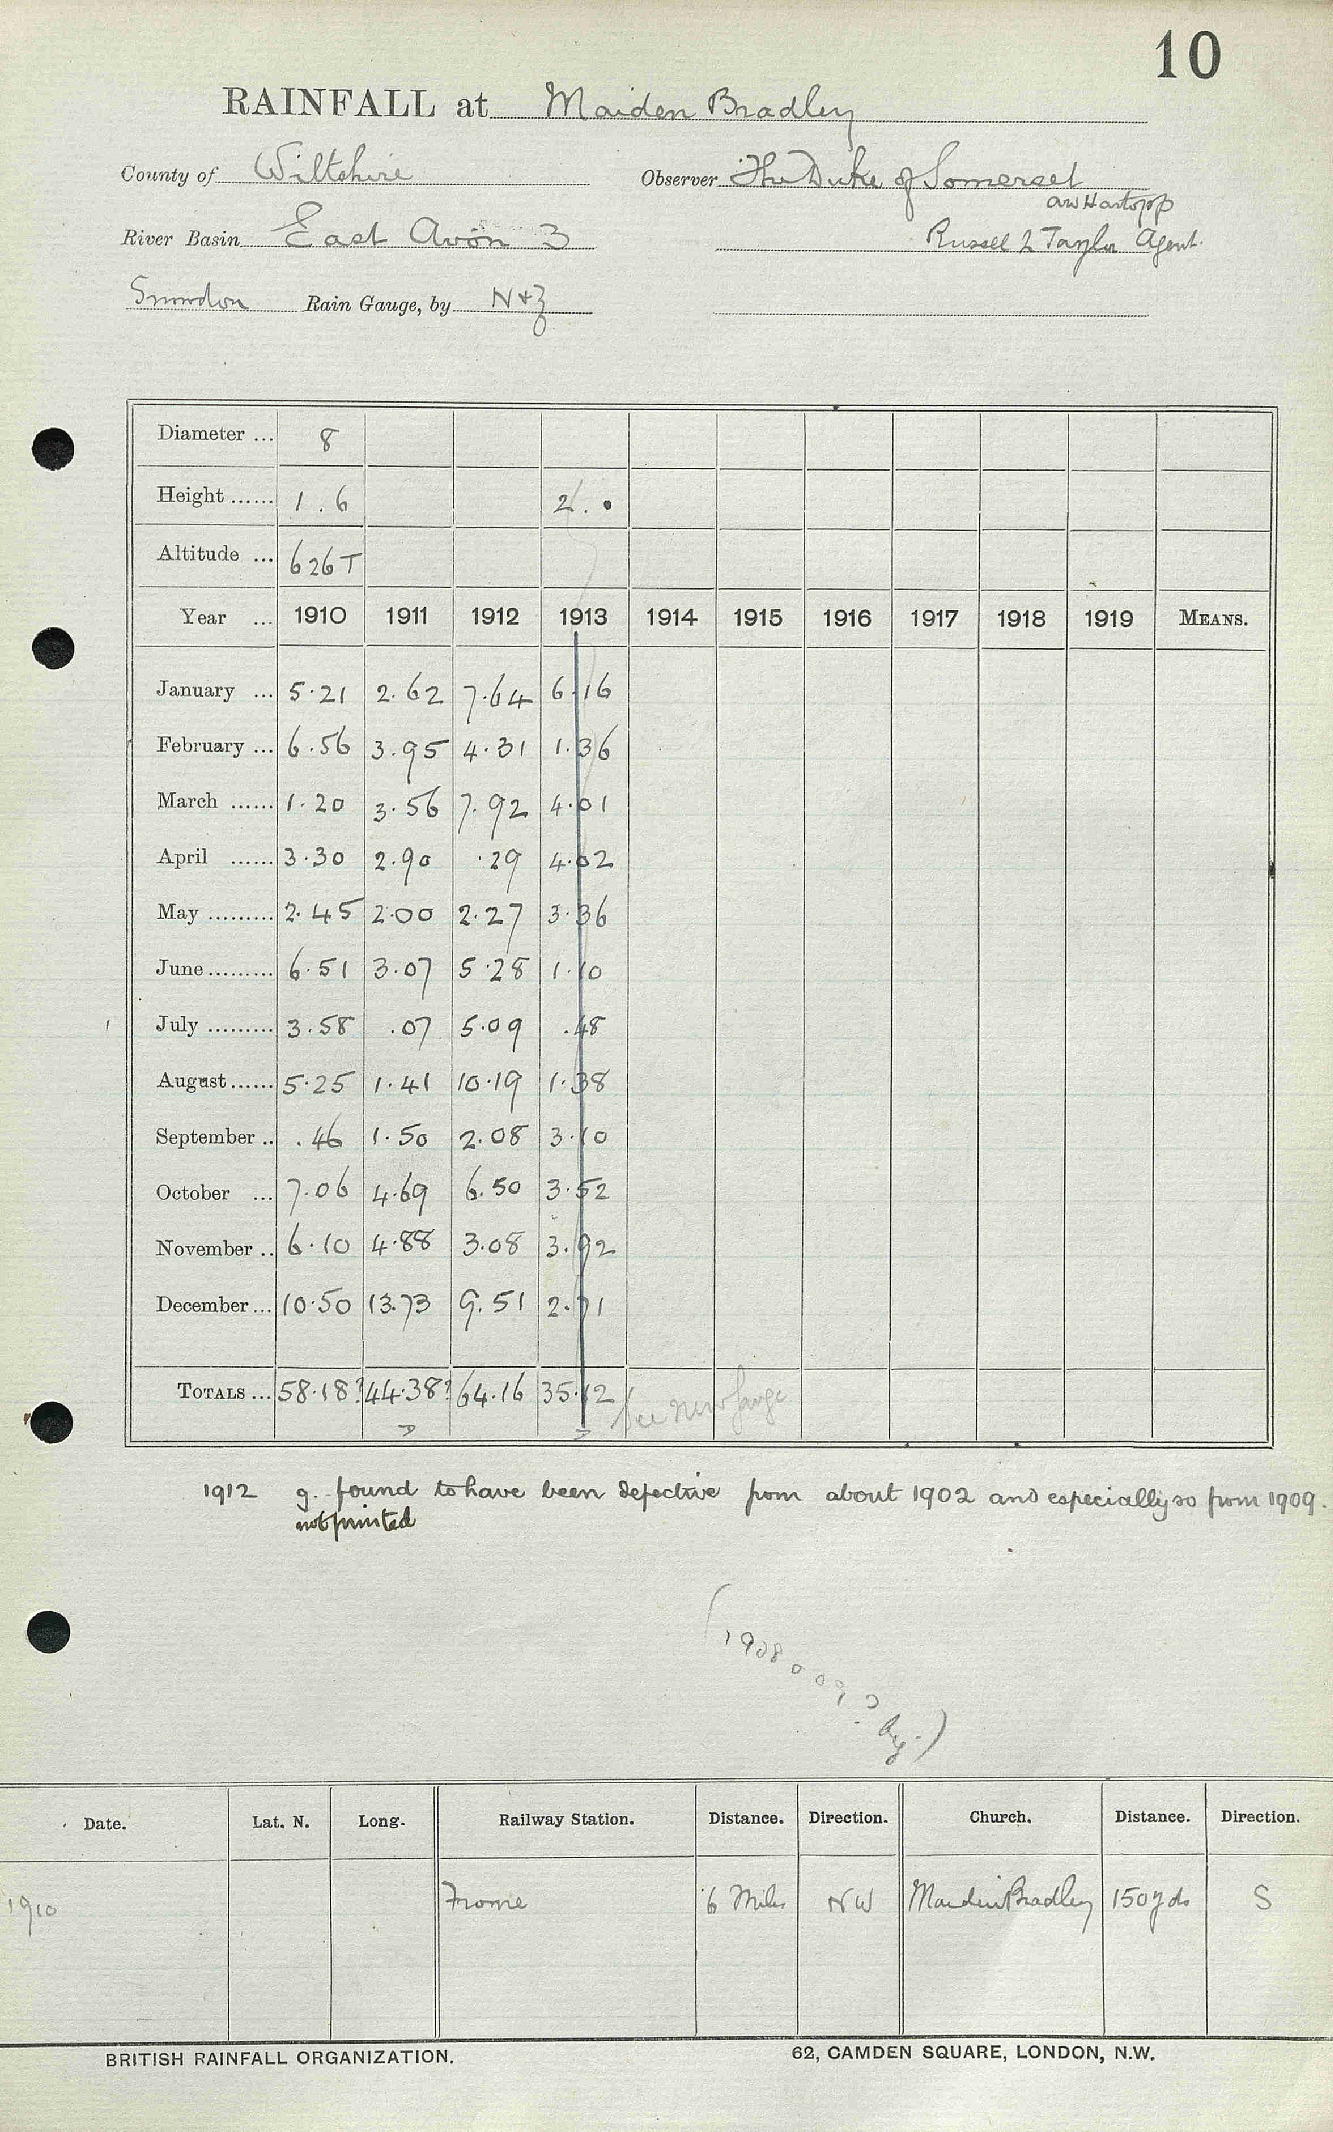 10
RAINFALL at Maiden Bradley
County of Wiltshire Observer The Duke of Somerset
aw Hartopp
River Basin East Avon 3 Russell L Taylor Agent.
Snowdon Rain Gauge, by N+Z
Diameter ... 8
Height ...... 1 . 6 2 . •
Altitude ... 626 T
Year ... 1910 1911 1912 1913 1914 1915 1916 1917 1918 1919 MEANS.
January ... 5.21 2.62 7.64 6.16
February ... 6.56 3.95 4.31 1.36
March ...... 1.20 3.56 7.92 4.01
April ...... 3.30 2.90 .29 4.02
May ......... 2.45 2.00 2.27 3.36
June ......... 6.51 3.07 5.28 1.10
July ......... 3.58 .07 5.09 .48
August ...... 5.25 1.41 10.19 1.38
September .. .46 1.50 2.08 3.10
October ... 7.06 4.69 6.50 3.52
November .. 6.10 4.88 3.08 3.92
December ... 10.50 13.73 9.51 2.71
TOTALS ... 58.18? 44.38? 64.16 35.12 See New Gauge
1912 g. found to have been defective from about 1902 and especially so from 1909.
not printed
(1908
Date. Lat. N. Long. Railway Station. Distance. Direction. Church. Distance. Direction.
1910 Frome 6 Miles NW Maiden Bradley 150 yds S
BRITISH RAINFALL ORGANIZATION. 62, CAMDEN SQUARE, LONDON, N.W.